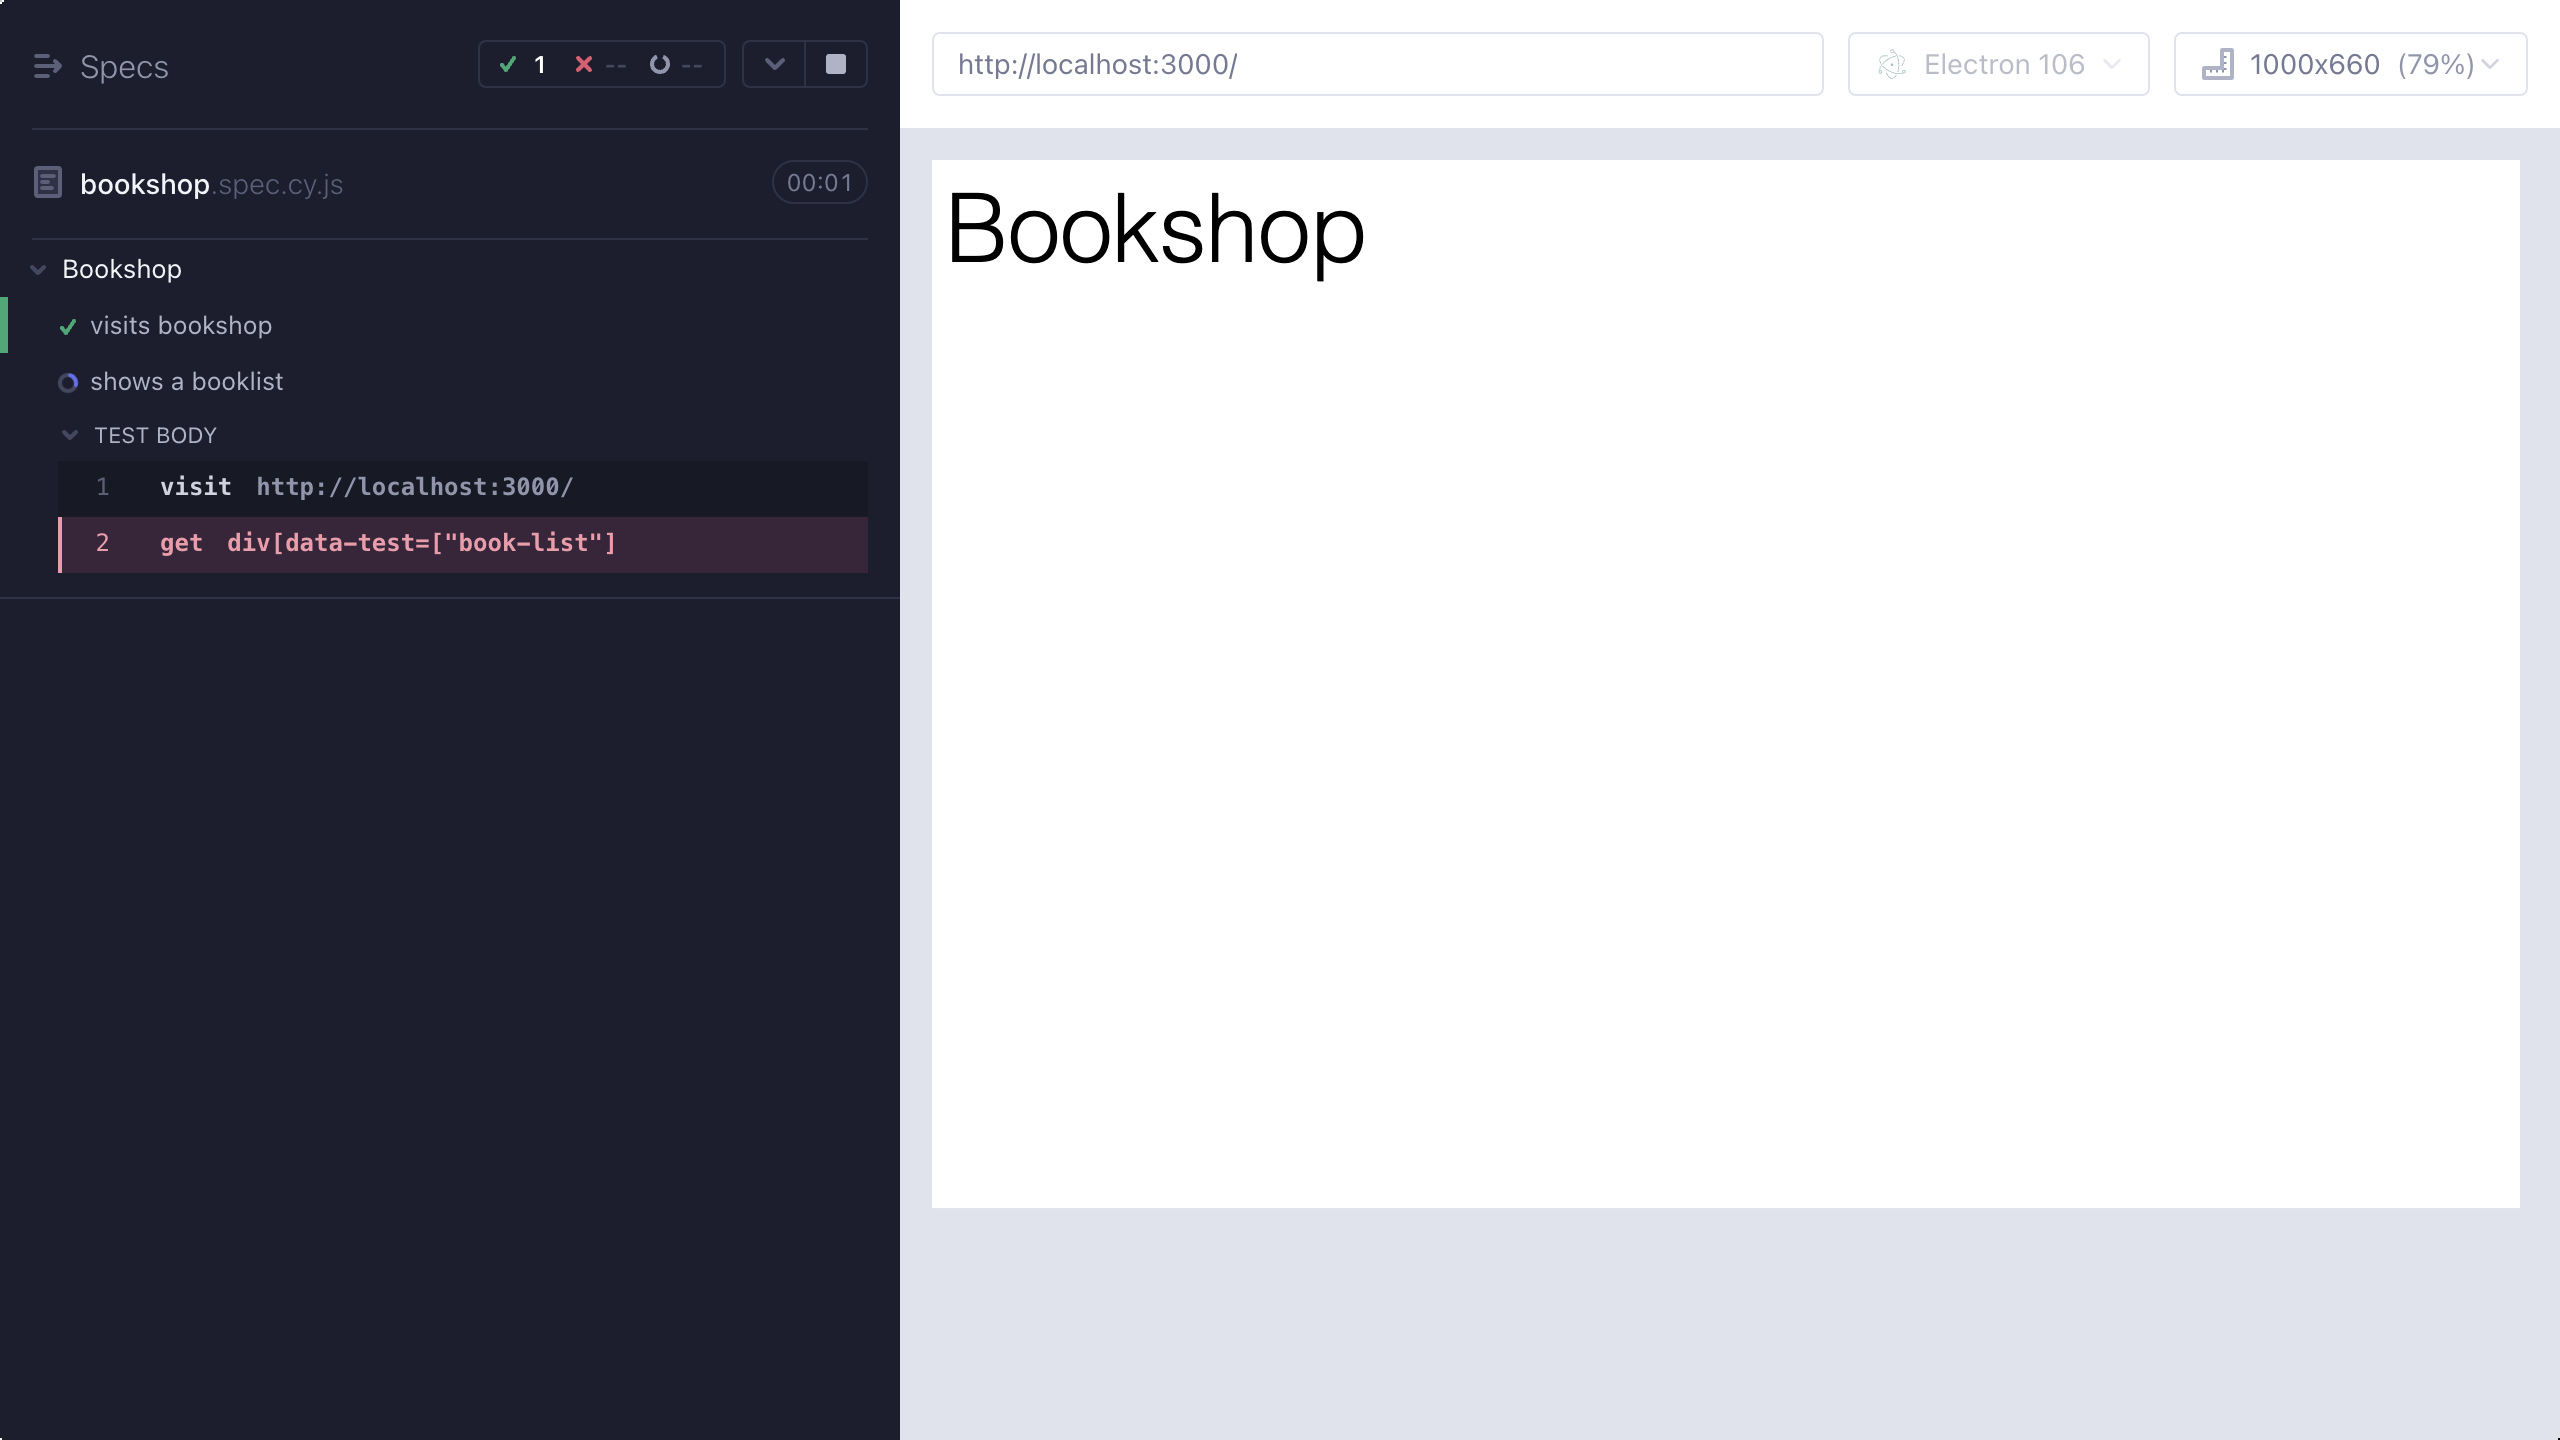 Specs
1 -- --
bookshop.spec.cy.js
00:01
Bookshop
visits bookshop
shows a booklist
TEST BODY
1 visit http://localhost:3000/
2 get div[data-test=["book-list"]
http://localhost:3000/
Electron 106
1000x660 (79%)
Bookshop